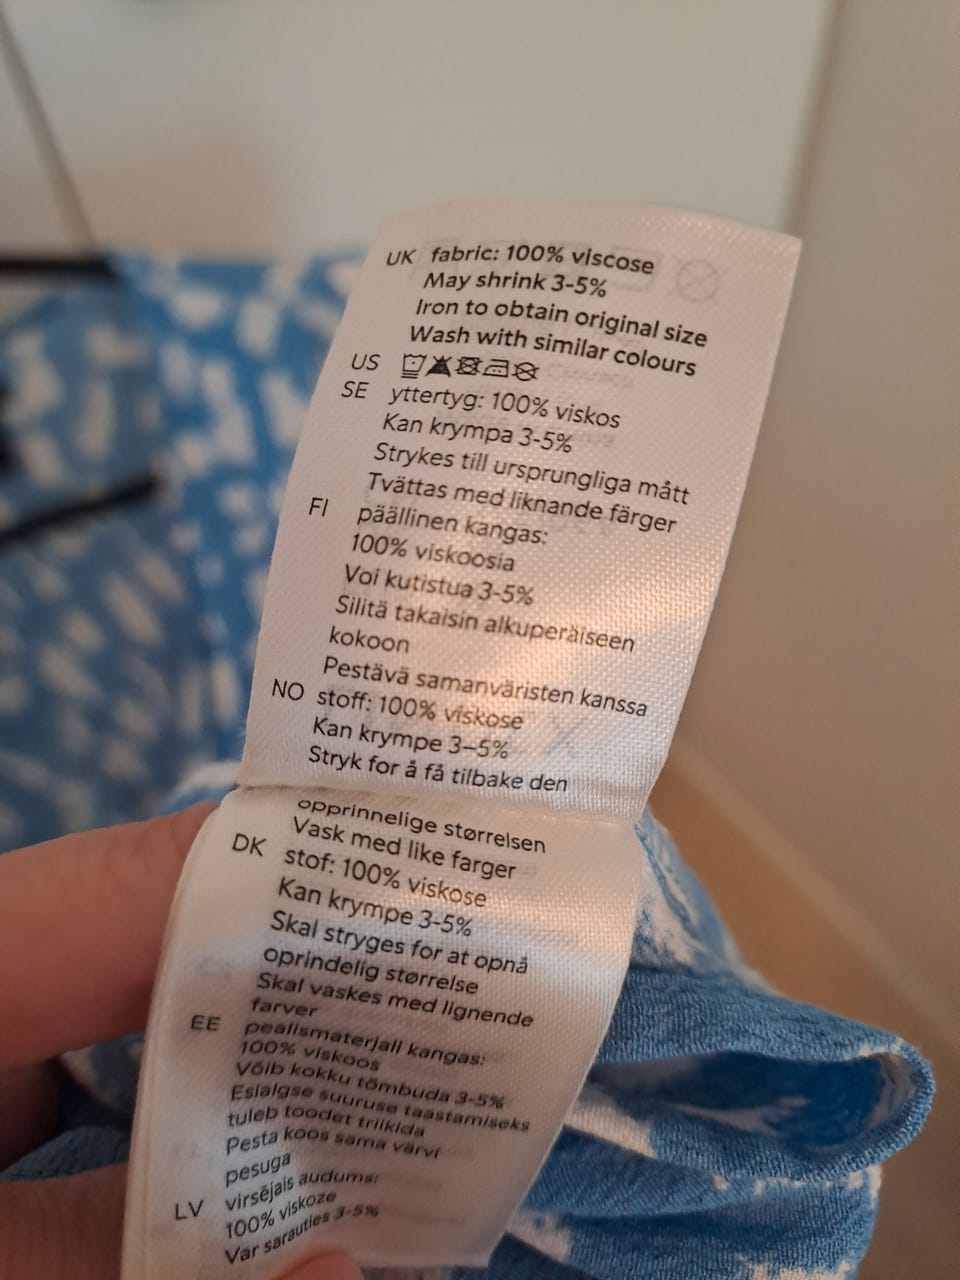 UK fabric: 100% viscose
May shrink 3-5%
Iron to obtain original size
Wash with similar colours
US
SE yttertyg: 100% viskos
Kan krympa 3-5%
Strykes till ursprungliga mått
Tvättas med liknande färger
FI päällinen kangas:
100% viskoosia
Voi kutistua 3-5%
Silitä takaisin alkuperäiseen
kokoon
Pestävä samanväristen kanssa
NO stoff: 100% viskose
Kan krympe 3–5%
Stryk for å få tilbake den
opprinnelige størrelsen
Vask med like farger
DK stof: 100% viskose
Kan krympe 3-5%
Skal stryges for at opnå
oprindelig størrelse
Skal vaskes med lignende
farver
EE pealismaterjali kangas:
100% viskoos
Võib kokku tõmbuda 3-5%
Esialgse suuruse taastamiseks
tuleb toodet triikida
Pesta koos sama värvi
pesuga
LV virsējais audums:
100% viskoze
Var sarauties 3-5%